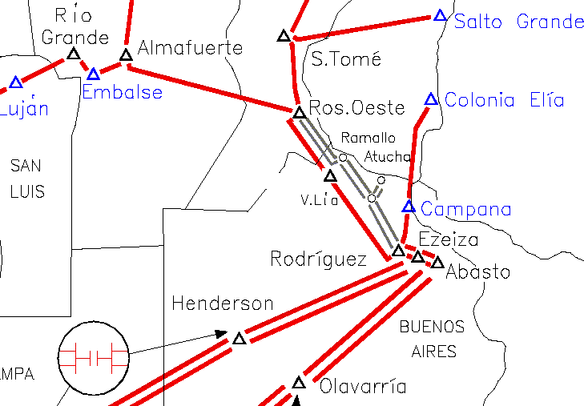 Río
Grande
Almafuerte
Salto Grande
S.Tomé
Luján
Embalse
Ros.Oeste
Colonia Elía
Ramallo
Atucha
SAN
LUIS
V.Lía
Campana
Ezeiza
Rodríguez
Abasto
Henderson
BUENOS
AIRES
AMPA
Olavarría